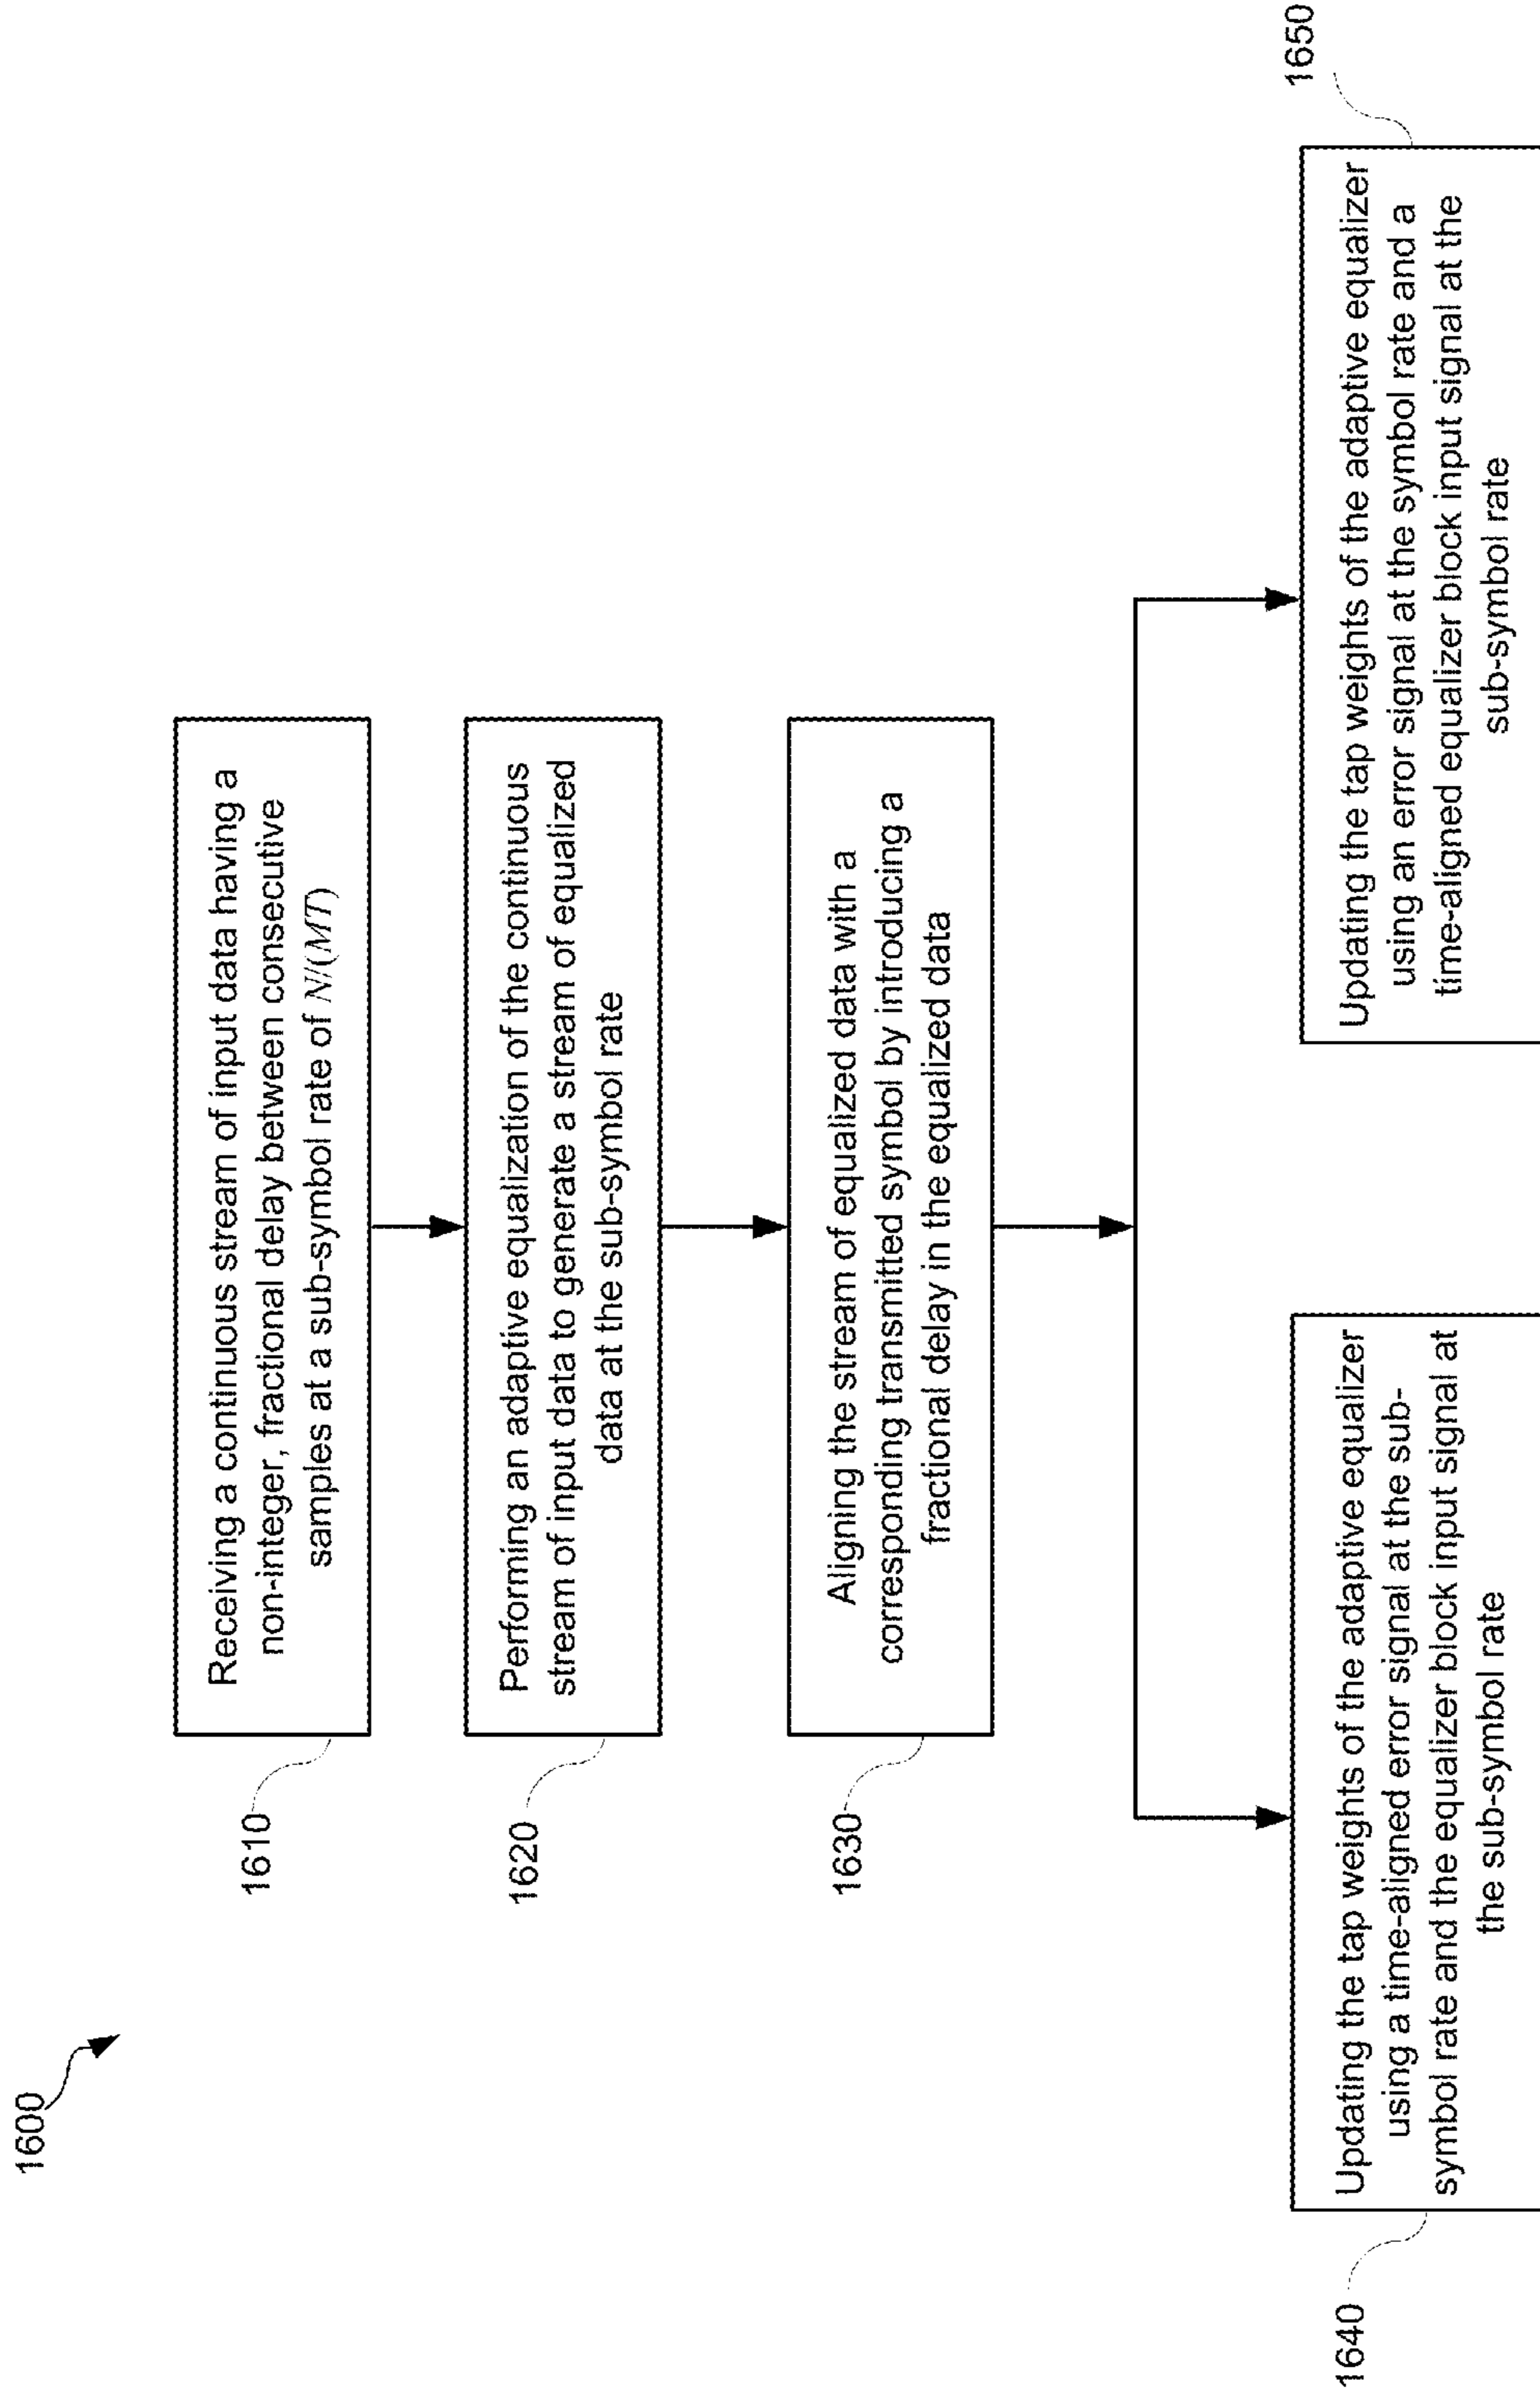 1600
1610
Receiving a continuous stream of input data having a
non-integer, fractional delay between consecutive
samples at a sub-symbol rate of N/(MT)
1620
Performing an adaptive equalization of the continuous
stream of input data to generate a stream of equalized
data at the sub-symbol rate
1630
Aligning the stream of equalized data with a
corresponding transmitted symbol by introducing a
fractional delay in the equalized data
1640
Updating the tap weights of the adaptive equalizer
using a time-aligned error signal at the sub-
symbol rate and the equalizer block input signal at
the sub-symbol rate
1650
Updating the tap weights of the adaptive equalizer
using an error signal at the symbol rate and a
time-aligned equalizer block input signal at the
sub-symbol rate